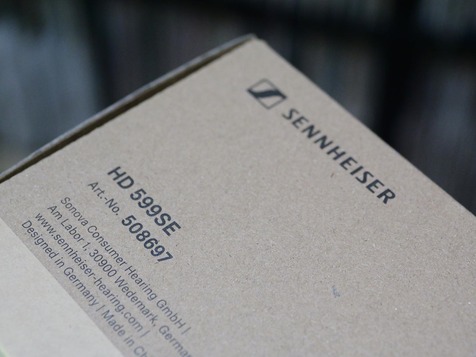 SENNHEISER
HD 599SE
Art.-No. 508697
Sonova Consumer Hearing GmbH |
Am Labor 1, 30900 Wedemark, German
www.sennheiser-hearing.com |
Designed in Germany | Made in